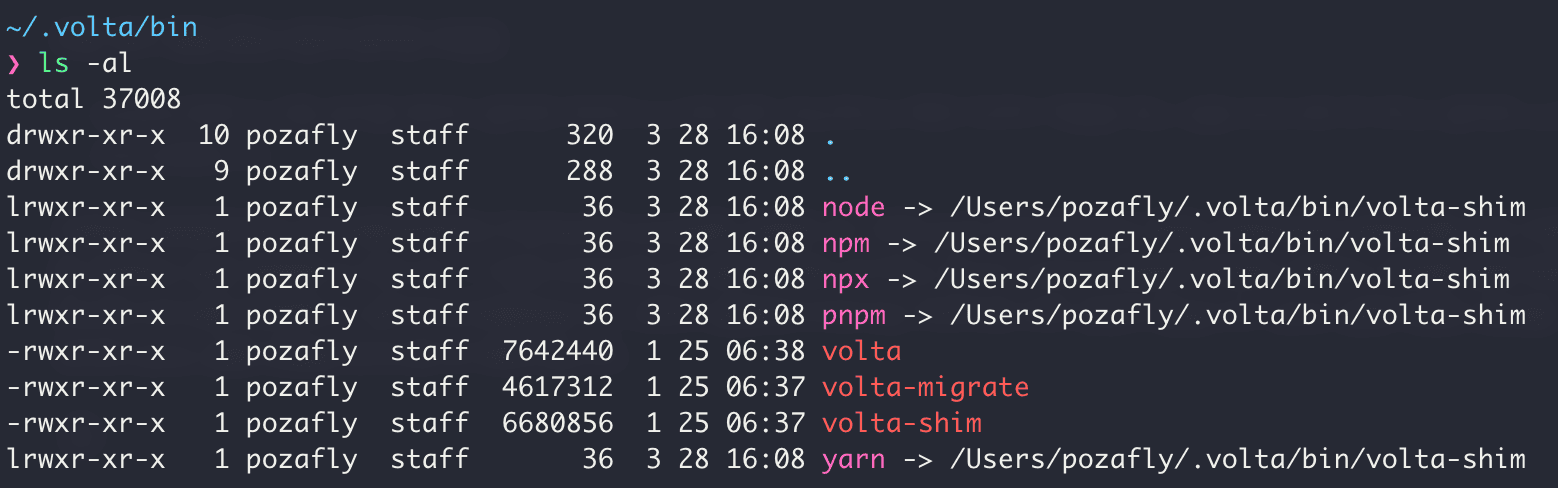 ~/.volta/bin
❯ ls -al
total 37008
drwxr-xr-x  10 pozafly  staff      320  3 28 16:08 .
drwxr-xr-x   9 pozafly  staff      288  3 28 16:08 ..
lrwxr-xr-x   1 pozafly  staff       36  3 28 16:08 node -> /Users/pozafly/.volta/bin/volta-shim
lrwxr-xr-x   1 pozafly  staff       36  3 28 16:08 npm -> /Users/pozafly/.volta/bin/volta-shim
lrwxr-xr-x   1 pozafly  staff       36  3 28 16:08 npx -> /Users/pozafly/.volta/bin/volta-shim
lrwxr-xr-x   1 pozafly  staff       36  3 28 16:08 pnpm -> /Users/pozafly/.volta/bin/volta-shim
-rwxr-xr-x   1 pozafly  staff  7642440  1 25 06:38 volta
-rwxr-xr-x   1 pozafly  staff  4617312  1 25 06:37 volta-migrate
-rwxr-xr-x   1 pozafly  staff  6680856  1 25 06:37 volta-shim
lrwxr-xr-x   1 pozafly  staff       36  3 28 16:08 yarn -> /Users/pozafly/.volta/bin/volta-shim